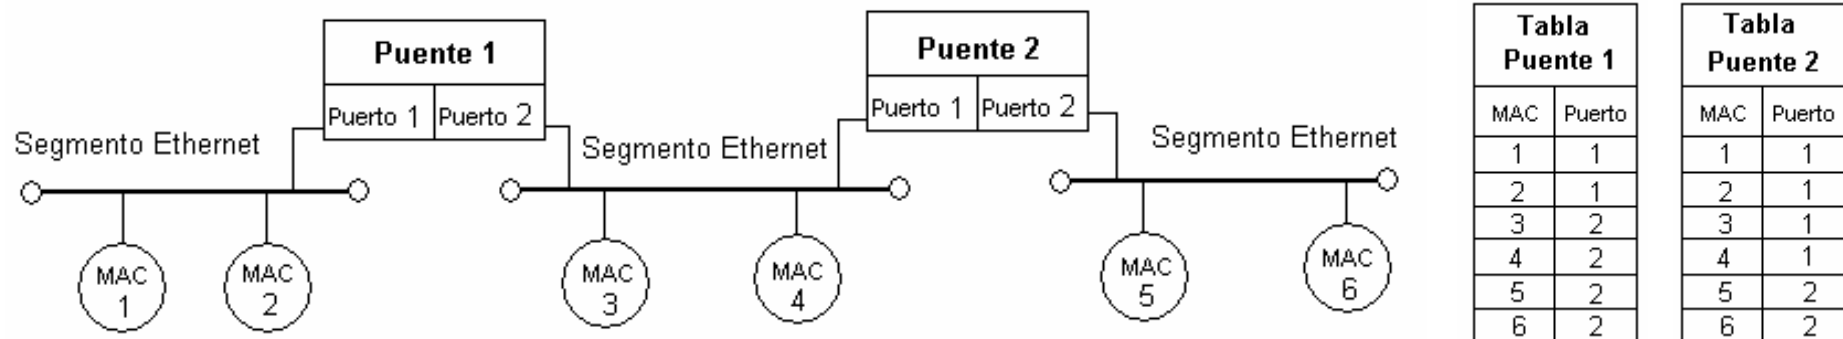 Puente 1
Puerto 1 Puerto 2
Puente 2
Puerto 1 Puerto 2
Segmento Ethernet
Segmento Ethernet
Segmento Ethernet
MAC
1
MAC
2
MAC
3
MAC
4
MAC
5
MAC
6
Tabla
Puente 1
MAC Puerto
1 1
2 1
3 2
4 2
5 2
6 2
Tabla
Puente 2
MAC Puerto
1 1
2 1
3 1
4 1
5 2
6 2